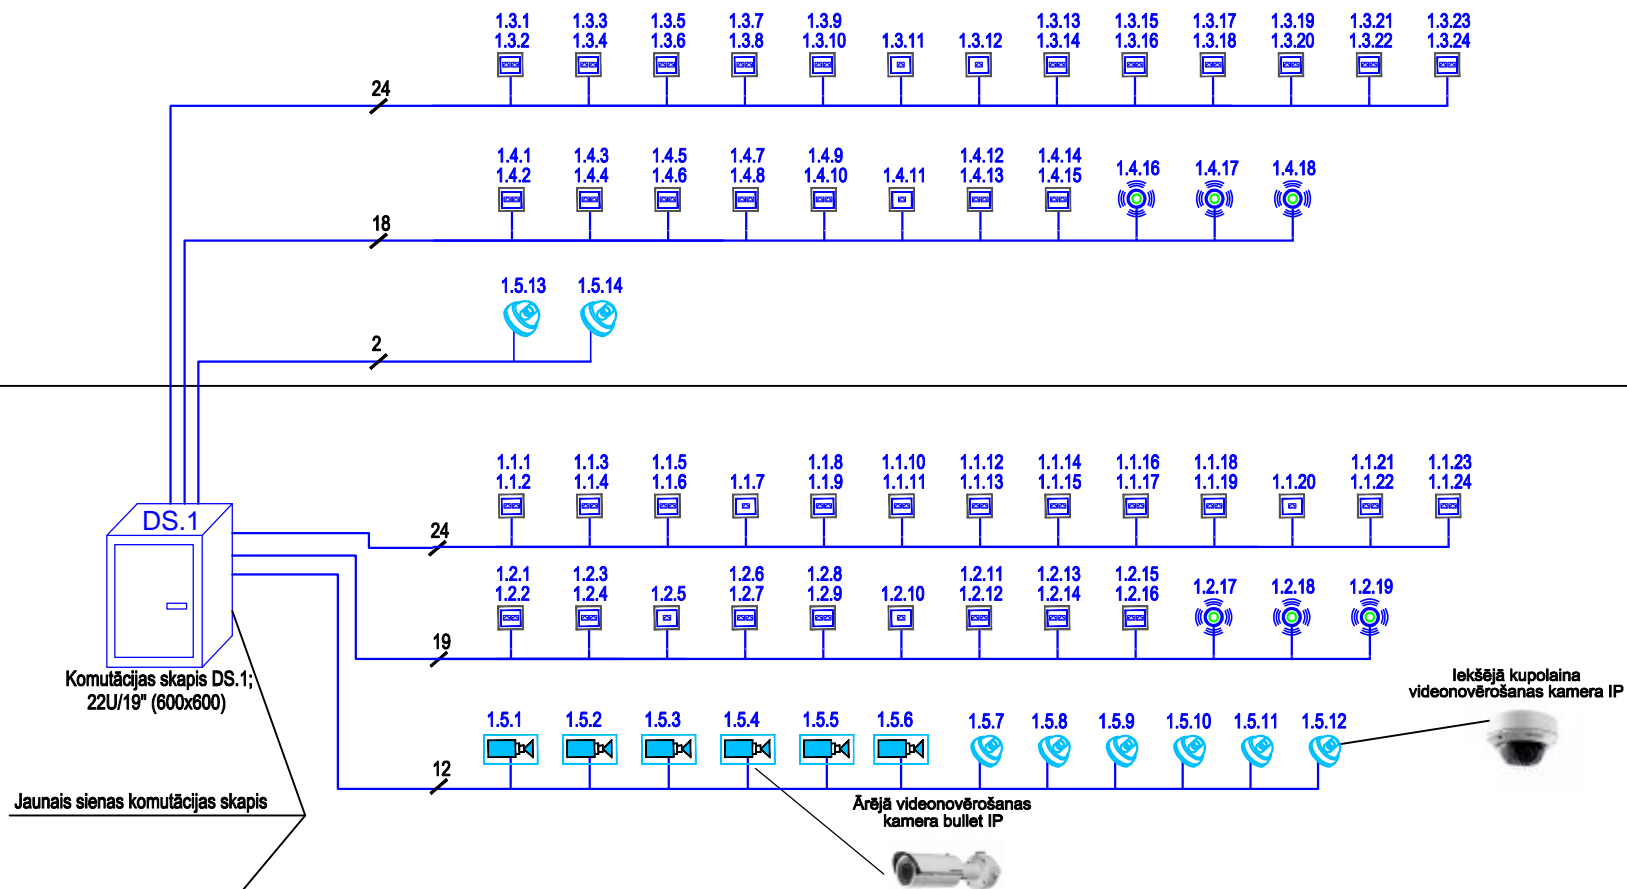 1.3.1 1.3.3 1.3.5 1.3.7 1.3.9 1.3.13 1.3.15 1.3.17 1.3.19 1.3.21 1.3.23
1.3.2 1.3.4 1.3.6 1.3.8 1.3.10 1.3.11 1.3.12 1.3.14 1.3.16 1.3.18 1.3.20 1.3.22 1.3.24
24
1.4.1 1.4.3 1.4.5 1.4.7 1.4.9 1.4.12 1.4.14
1.4.2 1.4.4 1.4.6 1.4.8 1.4.10 1.4.11 1.4.13 1.4.15 1.4.16 1.4.17 1.4.18
18
1.5.13 1.5.14
2
1.1.1 1.1.3 1.1.5 1.1.8 1.1.10 1.1.12 1.1.14 1.1.16 1.1.18 1.1.21 1.1.23
1.1.2 1.1.4 1.1.6 1.1.7 1.1.9 1.1.11 1.1.13 1.1.15 1.1.17 1.1.19 1.1.20 1.1.22 1.1.24
DS.1
24
1.2.1 1.2.3 1.2.6 1.2.8 1.2.11 1.2.13 1.2.15
1.2.2 1.2.4 1.2.5 1.2.7 1.2.9 1.2.10 1.2.12 1.2.14 1.2.16 1.2.17 1.2.18 1.2.19
19
Komutācijas skapis DS.1;
22U/19" (600x600)
Iekšējā kupolaina
videonovērošanas kamera IP
1.5.1 1.5.2 1.5.3 1.5.4 1.5.5 1.5.6 1.5.7 1.5.8 1.5.9 1.5.10 1.5.11 1.5.12
12
Jaunais sienas komutācijas skapis
Ārējā videonovērošanas
kamera bullet IP